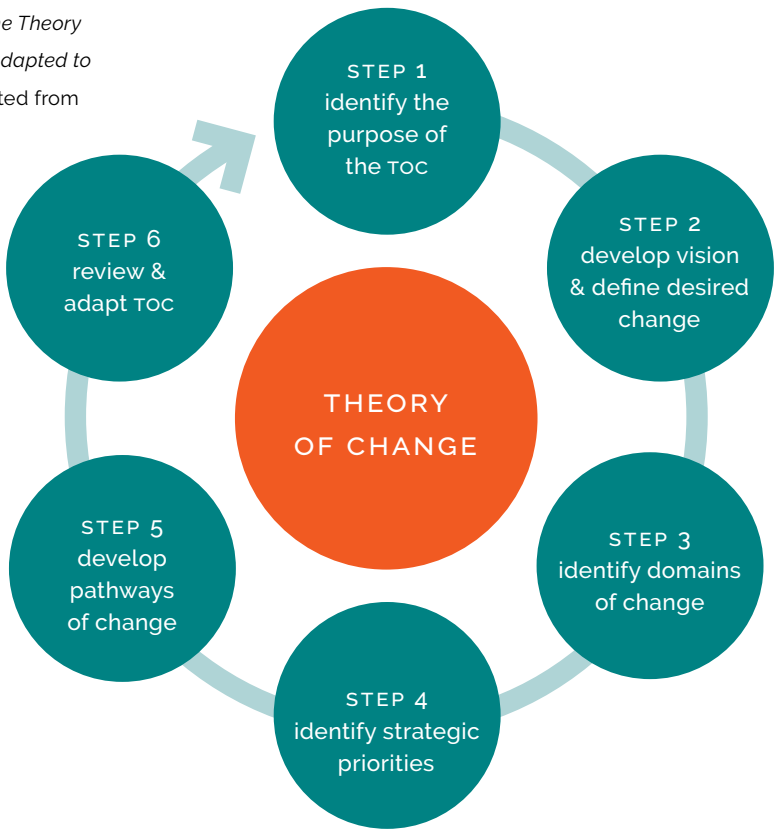 e Theory
dapted to
ted from
STEP 1
identify the
purpose of
the TOC
STEP 2
develop vision
& define desired
change
STEP 3
identify domains
of change
STEP 4
identify strategic
priorities
STEP 5
develop
pathways
of change
STEP 6
review &
adapt TOC
THEORY
OF CHANGE